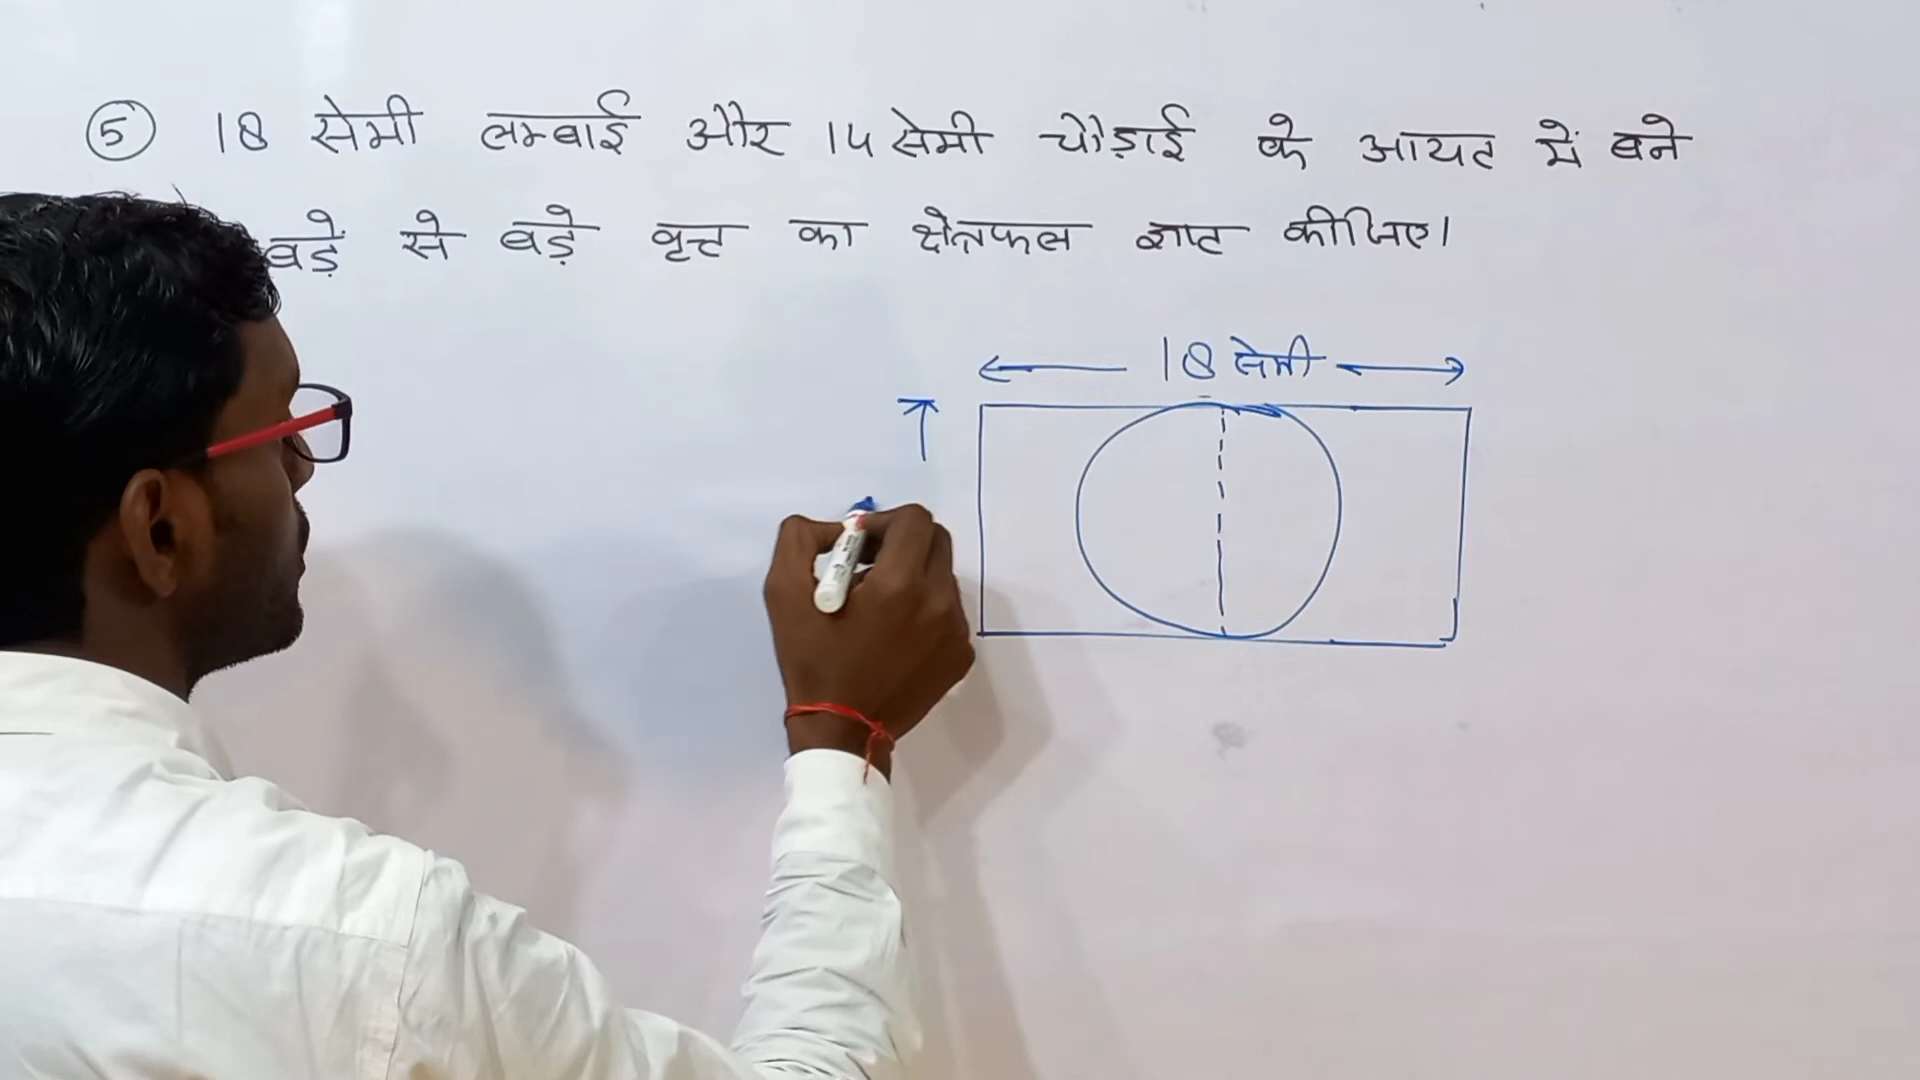 5 18 सेमी लम्बाई और 14 सेमी चौड़ाई के आयत में बने
बड़े से बड़े वृत्त का क्षेत्रफल ज्ञात कीजिए।
18 सेमी